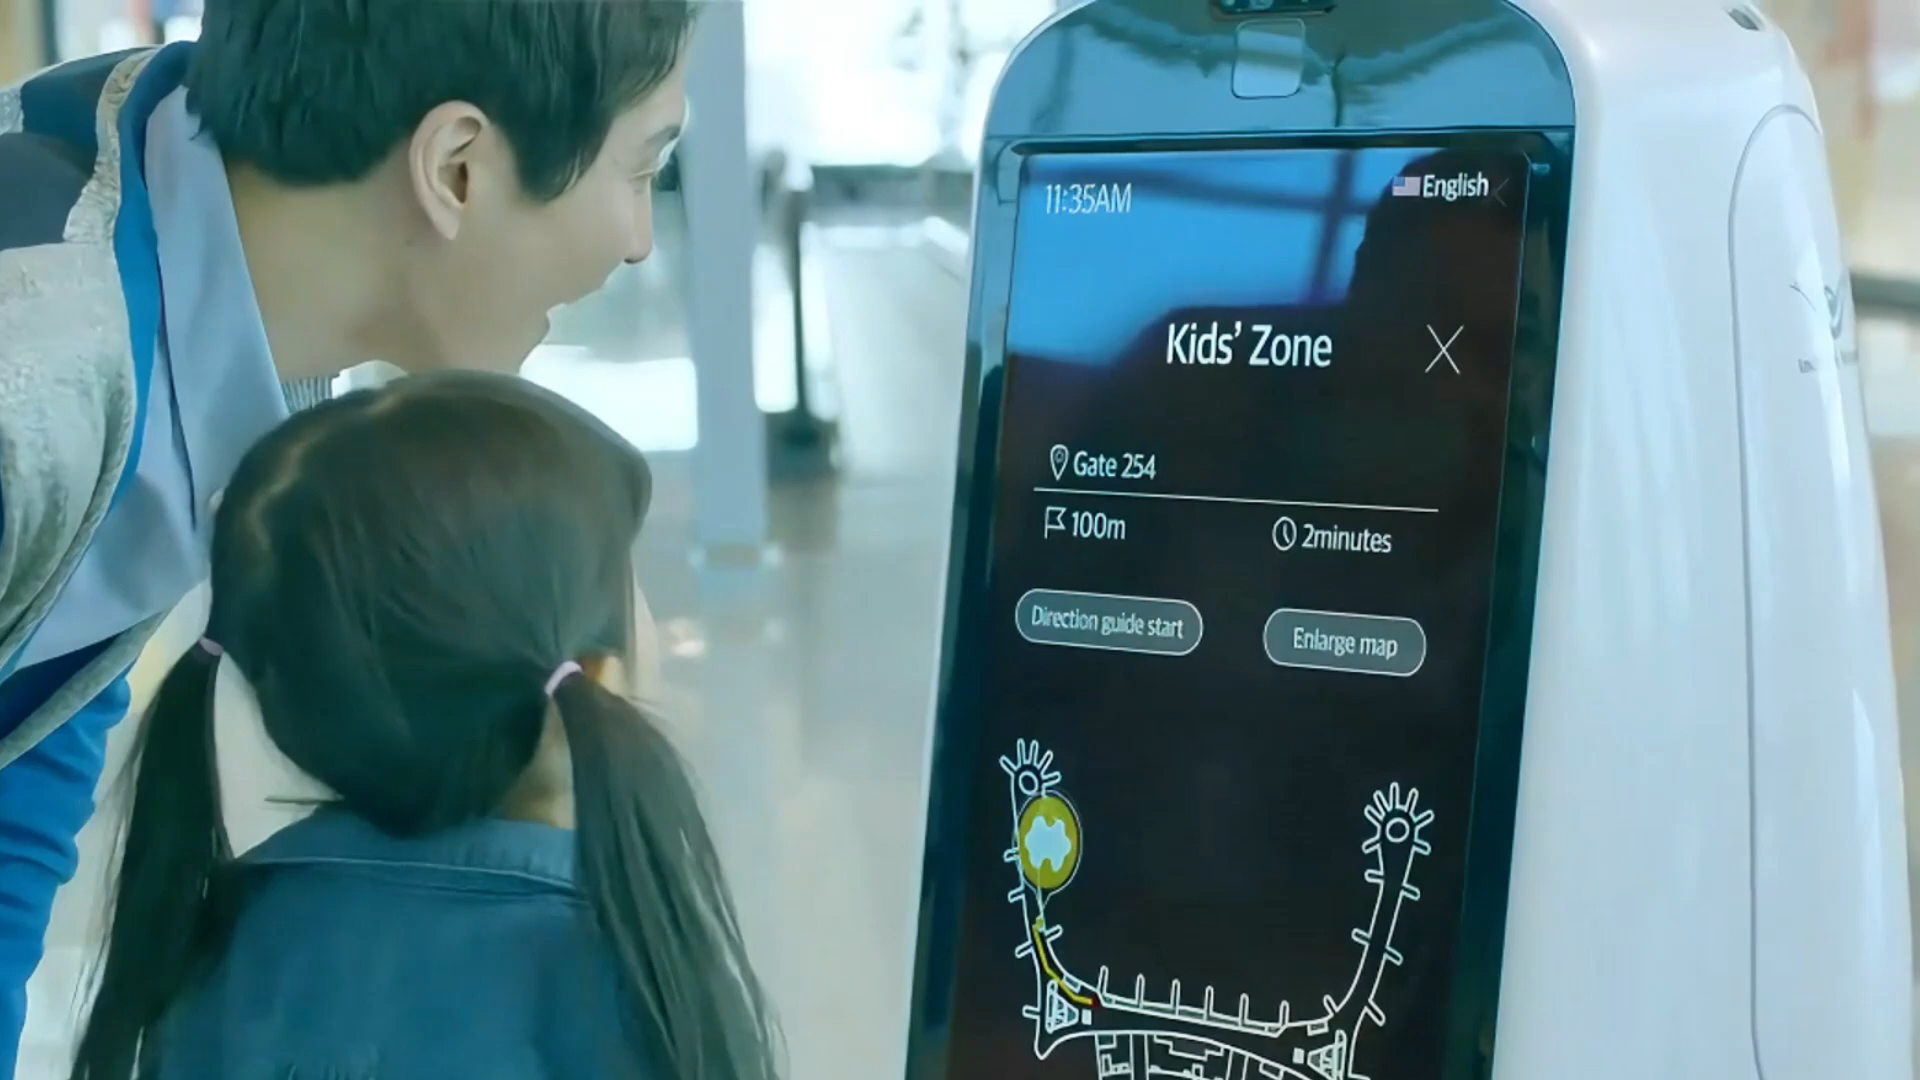 11:35AM
English
Kids' Zone
Gate 254
100m
2minutes
Direction guide start
Enlarge map